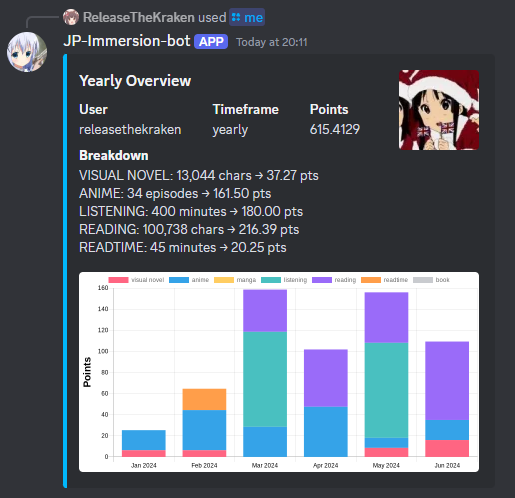 ReleaseTheKraken used me
JP-Immersion-bot APP Today at 20:11
Yearly Overview
User Timeframe Points
releasethekraken yearly 615.4129
Breakdown
VISUAL NOVEL: 13,044 chars → 37.27 pts
ANIME: 34 episodes → 161.50 pts
LISTENING: 400 minutes → 180.00 pts
READING: 100,738 chars → 216.39 pts
READTIME: 45 minutes → 20.25 pts
visual novel anime manga listening reading readtime book
160
140
120
100
80
60
40
20
0
Points
Jan 2024 Feb 2024 Mar 2024 Apr 2024 May 2024 Jun 2024